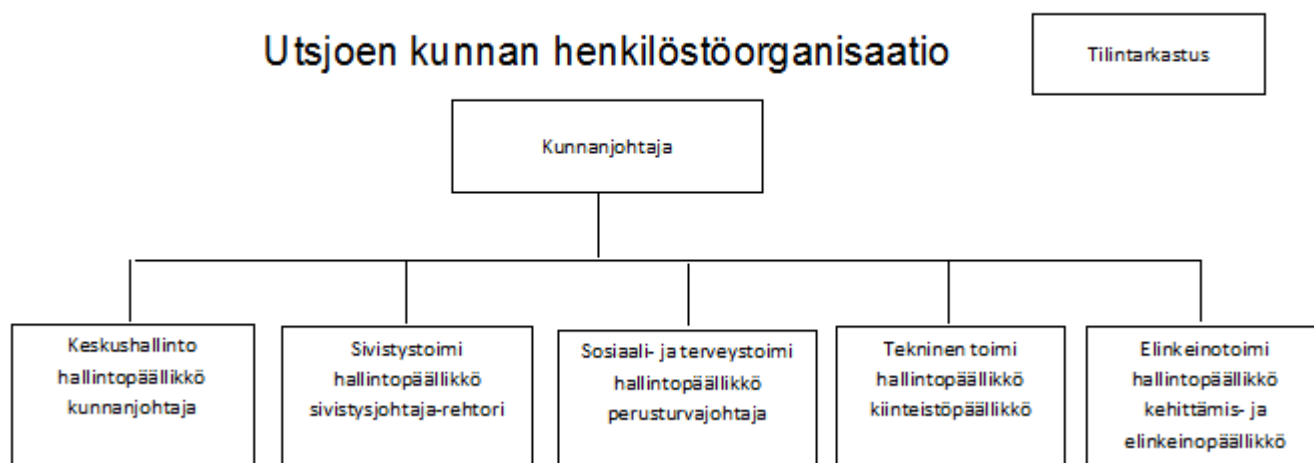 Utsjoen kunnan henkilöstöorganisaatio
Tilintarkastus
Kunnanjohtaja
Keskushallinto
hallintopäällikkö
kunnanjohtaja
Sivistystoimi
hallintopäällikkö
sivistysjohtaja-rehtori
Sosiaali- ja terveystoimi
hallintopäällikkö
perusturvajohtaja
Tekninen toimi
hallintopäällikkö
kiinteistöpäällikkö
Elinkeinotoimi
hallintopäällikkö
kehittämis- ja
elinkeinopäällikkö